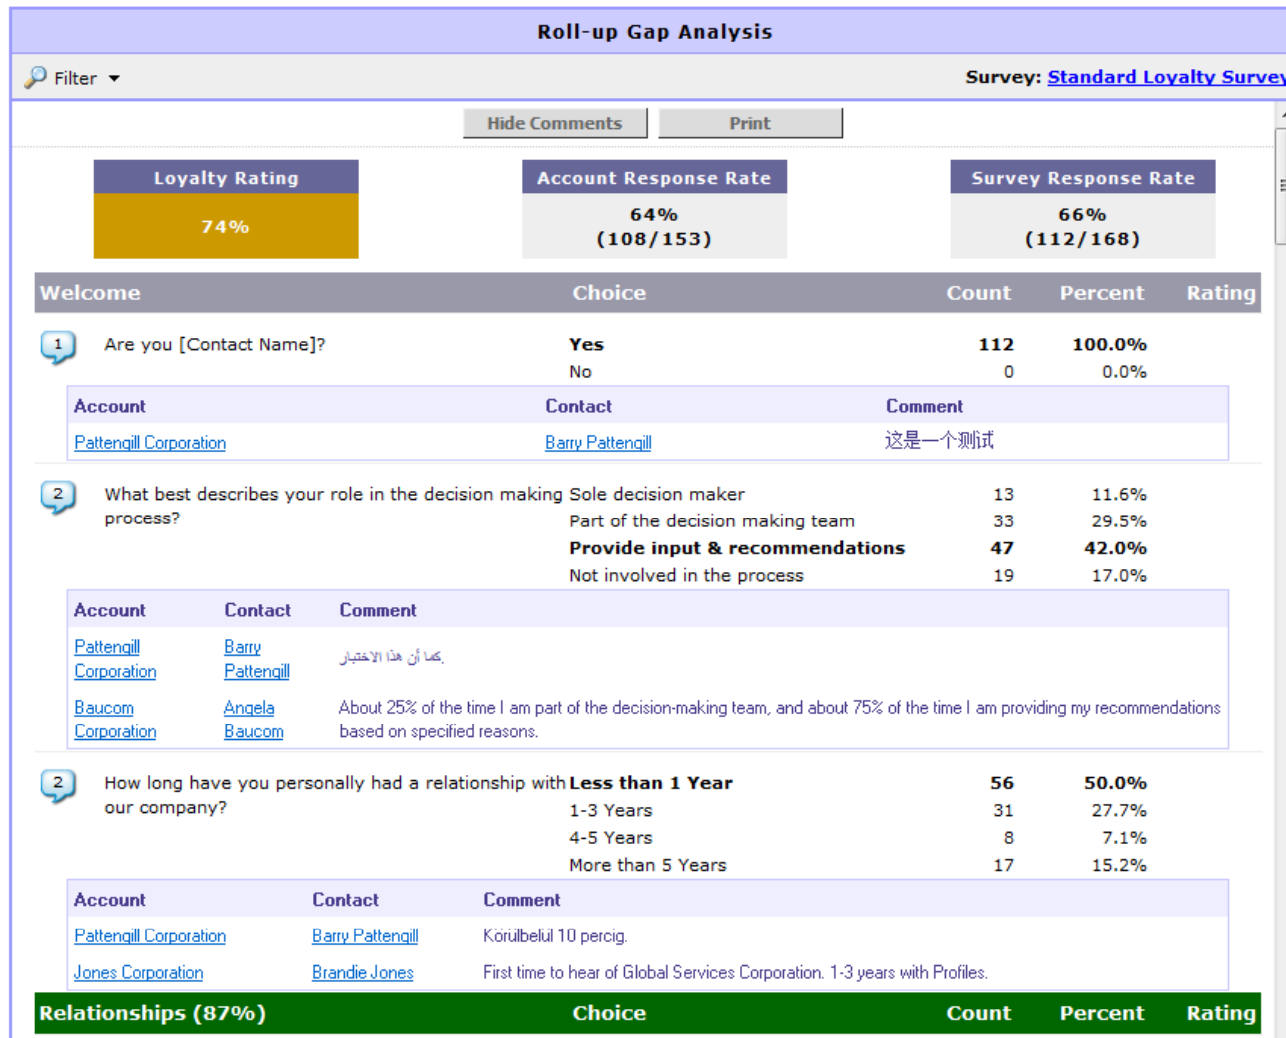 Roll-up Gap Analysis
Filter
Survey: Standard Loyalty Survey
Hide Comments Print
Loyalty Rating Account Response Rate Survey Response Rate
74% 64% 66%
(108/153) (112/168)
Welcome Choice Count Percent Rating
1 Are you [Contact Name]? Yes 112 100.0%
No 0 0.0%
Account Contact Comment
Pattengill Corporation Barry Pattengill 这是一个测试
2 What best describes your role in the decision making Sole decision maker 13 11.6%
process? Part of the decision making team 33 29.5%
Provide input & recommendations 47 42.0%
Not involved in the process 19 17.0%
Account Contact Comment
Pattengill Barry كما أن هذا الاختبار.
Corporation Pattengill
Baucom Angela About 25% of the time I am part of the decision-making team, and about 75% of the time I am providing my recommendations
Corporation Baucom based on specified reasons.
2 How long have you personally had a relationship with Less than 1 Year 56 50.0%
our company? 1-3 Years 31 27.7%
4-5 Years 8 7.1%
More than 5 Years 17 15.2%
Account Contact Comment
Pattengill Corporation Barry Pattengill Körülbelül 10 percig.
Jones Corporation Brandie Jones First time to hear of Global Services Corporation. 1-3 years with Profiles.
Relationships (87%) Choice Count Percent Rating